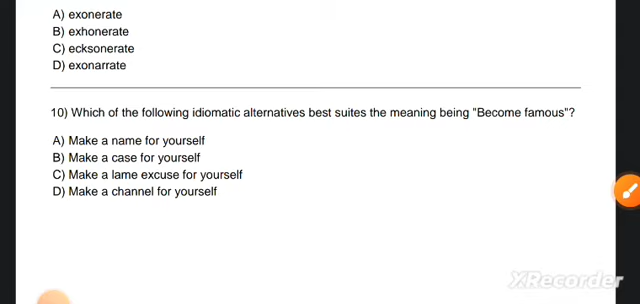 A) exonerate
B) exhonerate
C) ecksonerate
D) exonarrate
10) Which of the following idiomatic alternatives best suites the meaning being "Become famous"?
A) Make a name for yourself
B) Make a case for yourself
C) Make a lame excuse for yourself
D) Make a channel for yourself
XRecorder